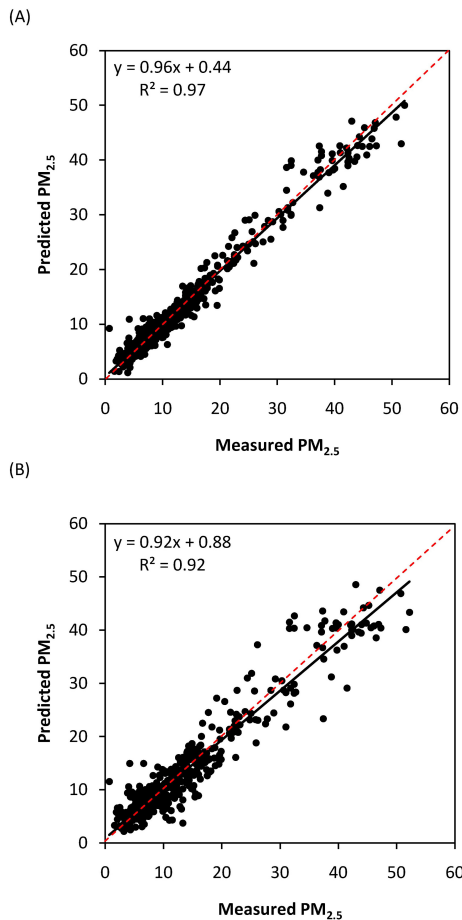 (A)
y = 0.96x + 0.44
R² = 0.97
60
50
40
30
20
10
0
Predicted PM₂.₅
0 10 20 30 40 50 60
Measured PM₂.₅
(B)
y = 0.92x + 0.88
R² = 0.92
60
50
40
30
20
10
0
Predicted PM₂.₅
0 10 20 30 40 50 60
Measured PM₂.₅